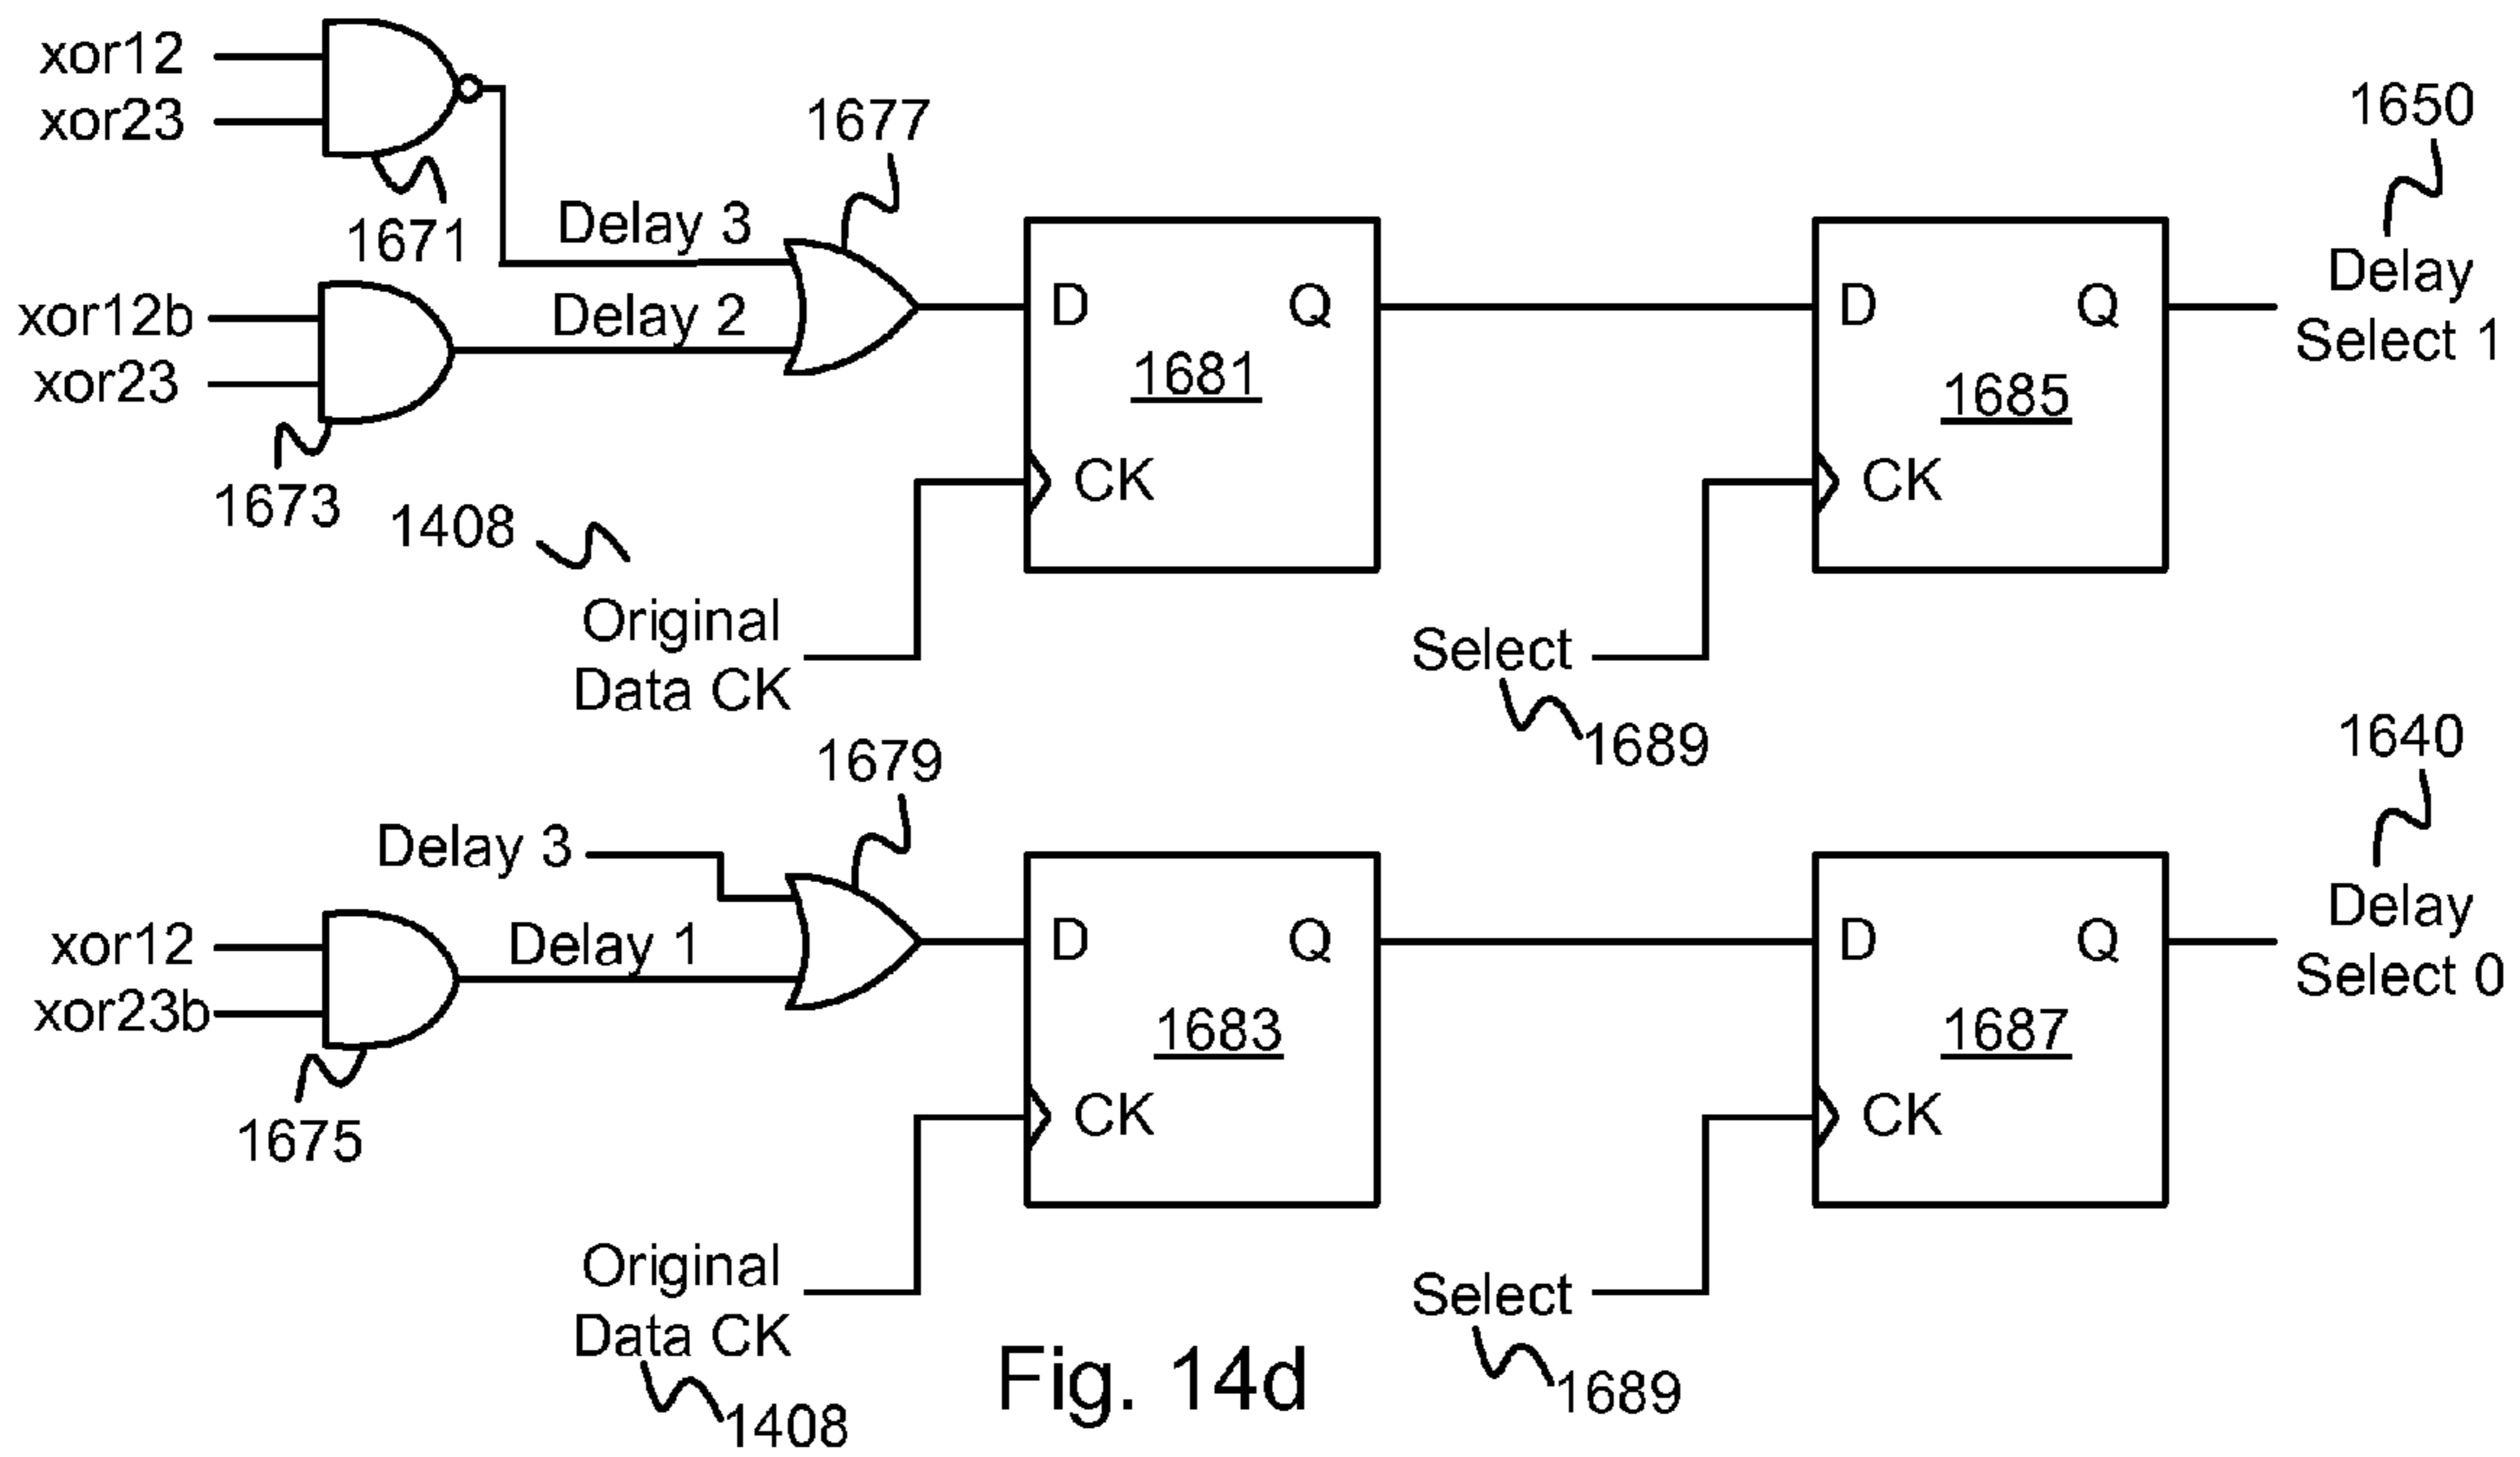 xor12
xor23
1671
1677
1650
Delay 3
Delay 2
xor12b
xor23
1673
1408
Original
Data CK
D
Q
1681
CK
D
Q
1685
CK
Delay
Select 1
Select
1689
1679
1640
Delay 3
xor12
Delay 1
xor23b
1675
D
Q
1683
CK
D
Q
1687
CK
Delay
Select 0
Original
Data CK
1408
Select
1689
Fig. 14d